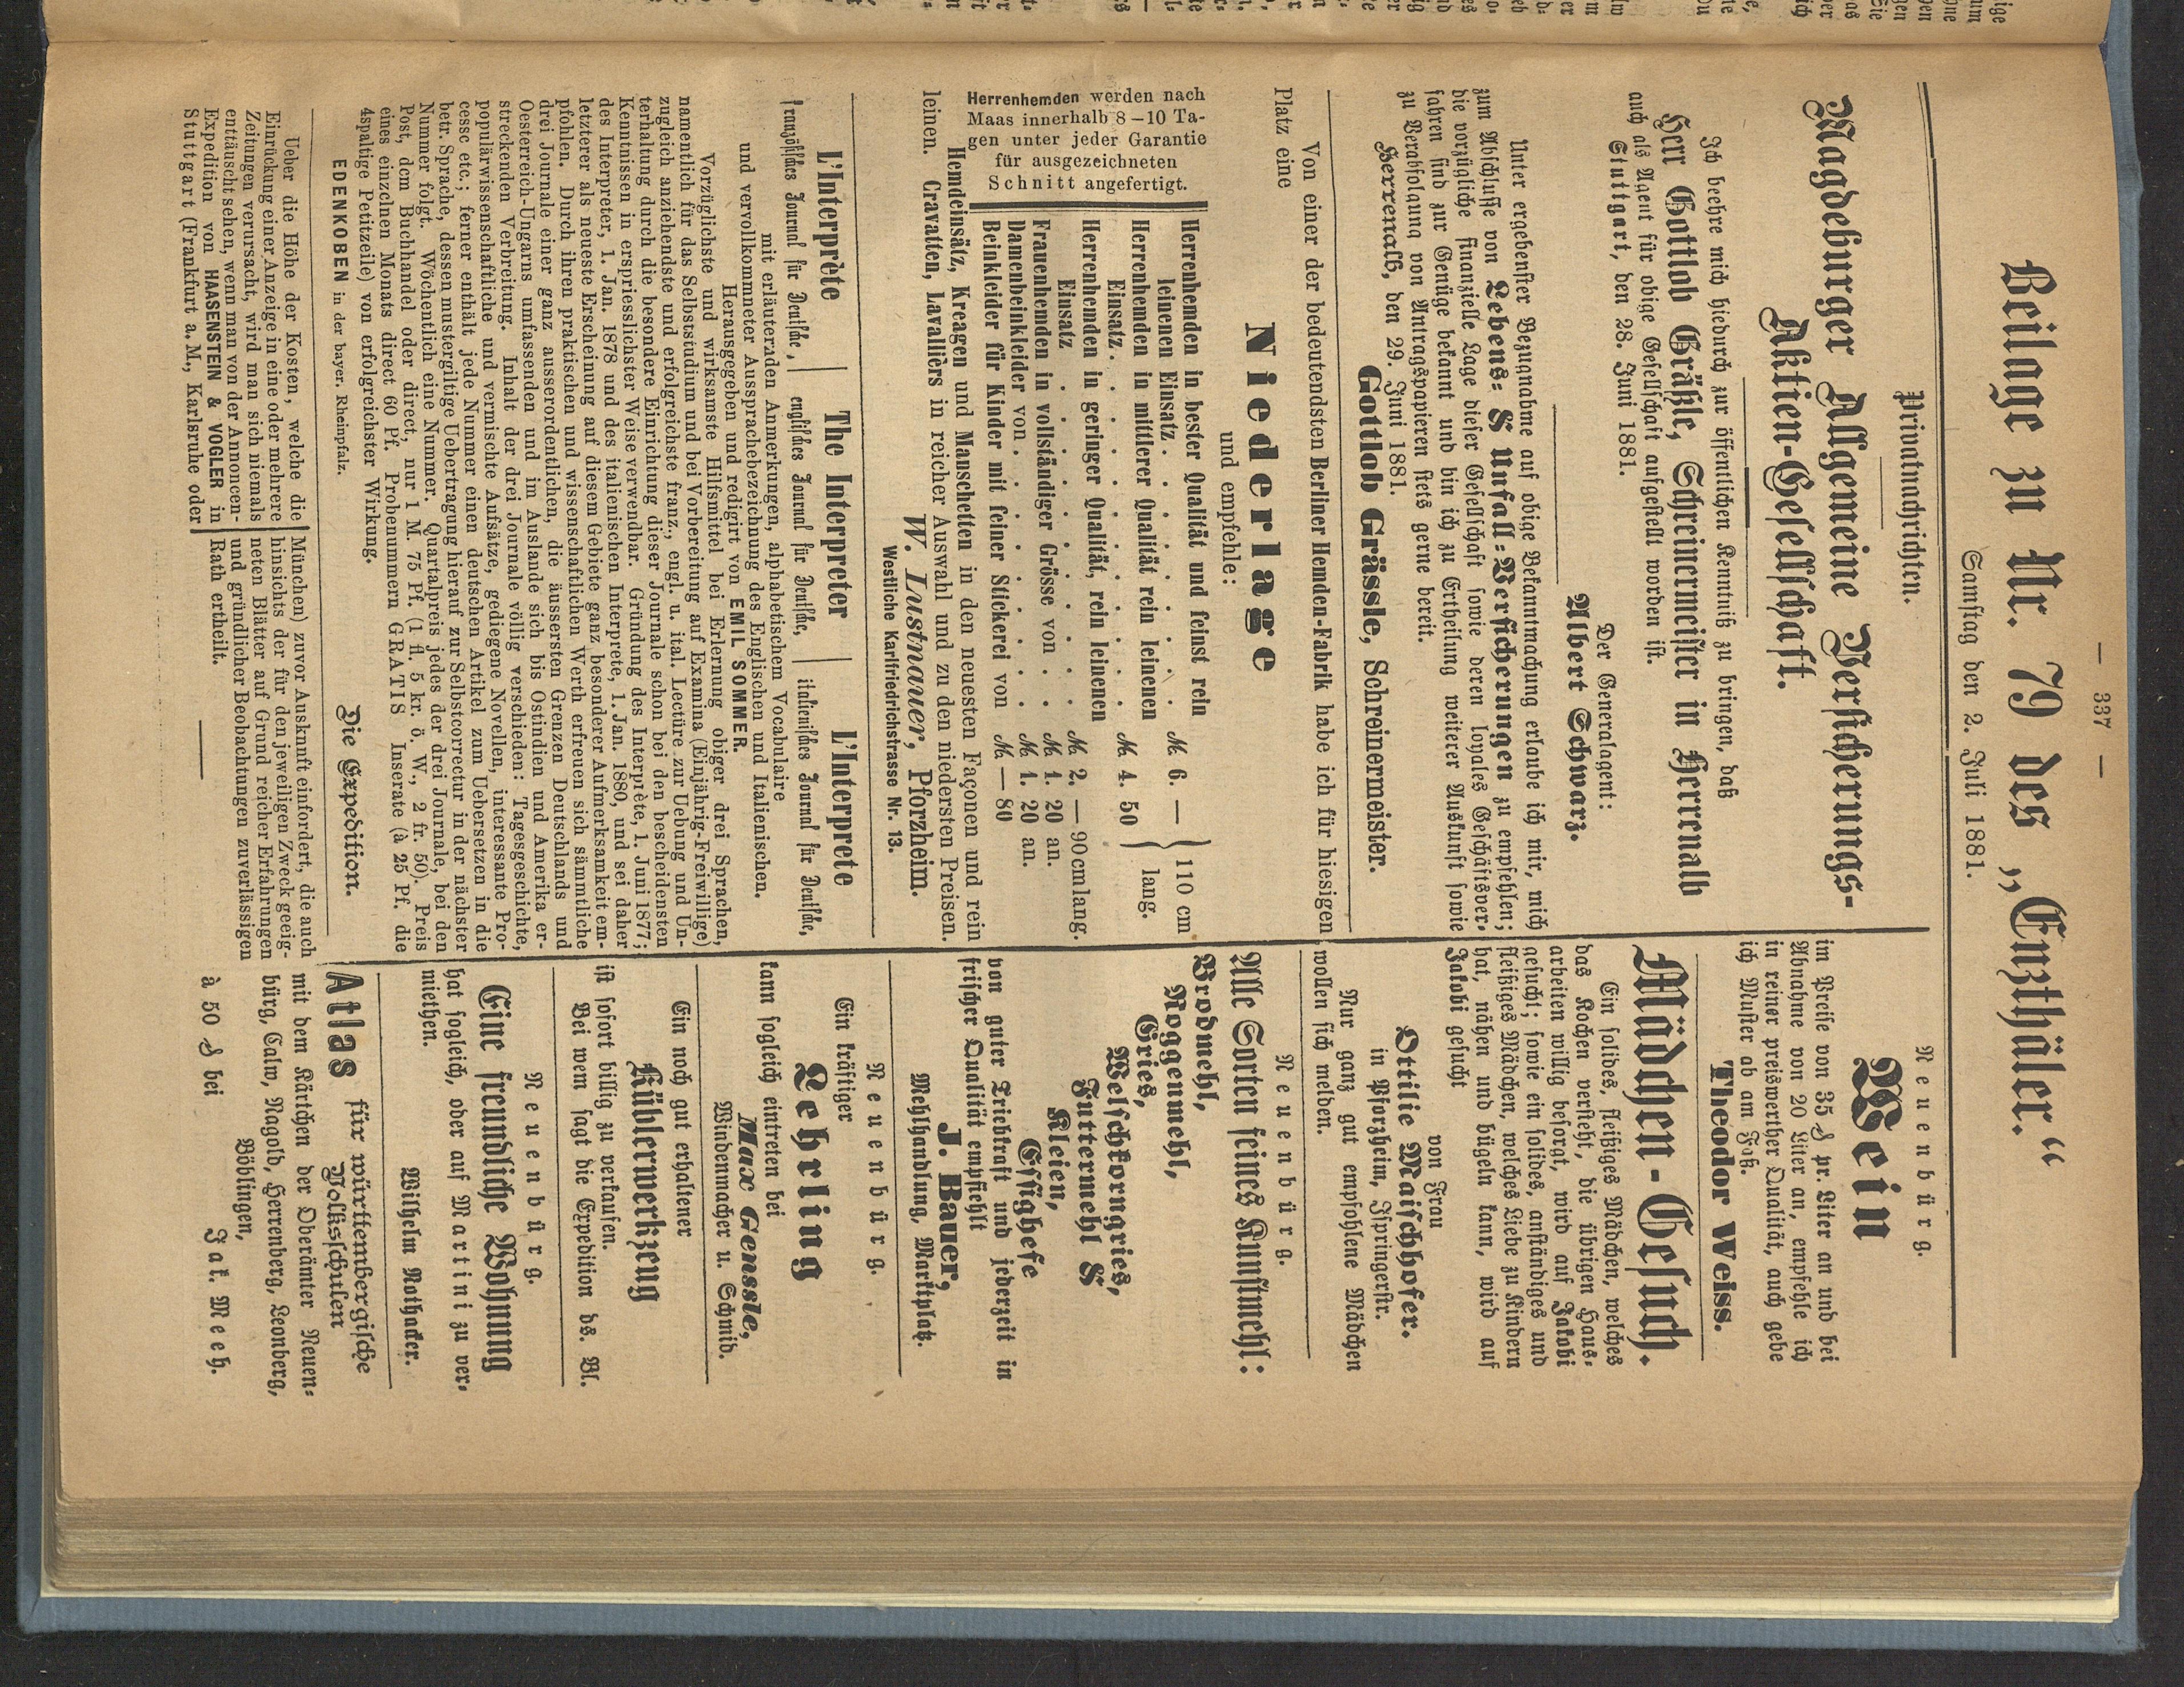 — 337 —
Beilage zu Nr. 79 des „Enzthäler.“
Samstag den 2. Juli 1881.
Privatnachrichten.
Magdeburger Allgemeine Versicherungs-
Aktien-Gesellschaft.
Ich beehre mich hiedurch zur öffentlichen Kenntniß zu bringen, daß
Herr Gottlob Gräßle, Schreinermeister in Herrenalb
auch als Agent für obige Gesellschaft aufgestellt worden ist.
Stuttgart, den 28. Juni 1881.
Der Generalagent:
Albert Schwarz.
Unter ergebenster Bezugnahme auf obige Bekanntmachung erlaube ich mir, mich
zum Abschlusse von Lebens- & Unfall-Versicherungen zu empfehlen;
die vorzügliche finanzielle Lage dieser Gesellschaft sowie deren loyales Geschäftsver-
fahren sind zur Genüge bekannt und bin ich zu Ertheilung weiterer Auskunft sowie
zu Verabfolgung von Antragspapieren stets gerne bereit.
Herrenalb, den 29. Juni 1881.
Gottlob Grässle, Schreinermeister.
Von einer der bedeutendsten Berliner Hemden-Fabrik habe ich für hiesigen
Platz eine
Niederlage
und empfehle:
Herrenhemden werden nach
Maas innerhalb 8—10 Ta-
gen unter jeder Garantie
für ausgezeichneten
Schnitt angefertigt.
Herrenhemden in bester Qualität und feinst rein
leinenen Einsatz . . . . . . . . M. 6. — } 110 cm
Herrenhemden in mittlerer Qualität rein leinenen
Einsatz . . . . . . . . . . M. 4. 50 } lang.
Herrenhemden in geringer Qualität, rein leinenen
Einsatz . . . . . . . . . . M. 2. — 90 cm lang.
Frauenhemden in vollständiger Grösse von . . M. 1. 20 an.
Damenbeinkleider von . . . . . . . . M. 1. 20 an.
Beinkleider für Kinder mit feiner Stickerei von M. — 80
Hemdeinsätz, Kreagen und Manschetten in den neuesten Façonen und rein
leinen. Cravatten, Lavalliers in reicher Auswahl und zu den niedersten Preisen.
W. Lustnauer, Pforzheim.
Westliche Karlfriedrichstrasse Nr. 13.
L’Interprète | The Interpreter | L’Interprete
französisches Journal für Deutsche, | englisches Journal für Deutsche, | italienisches Journal für Deutsche,
mit erläuternden Anmerkungen, alphabetischem Vocabulaire
und vervollkommneter Aussprachebezeichnung des Englischen und Italienischen.
Herausgegeben und redigirt von EMIL SOMMER.
Vorzüglichste und wirksamste Hilfsmittel bei Erlernung obiger drei Sprachen,
namentlich für das Selbststudium und bei Vorbereitung auf Examina (Einjährig-Freiwillige)
zugleich anziehendste und erfolgreichste franz., engl. u. ital. Lectüre zur Uebung und Un-
terhaltung durch die besondere Einrichtung dieser Journale schon bei den bescheidensten
Kenntnissen in erspriesslichster Weise verwendbar. Gründung des Interprète, 1. Juni 1877;
des Interpreter, 1. Jan. 1878 und des italienischen Interprete, 1. Jan. 1880, und sei daher
letzterer als neueste Erscheinung auf diesem Gebiete ganz besonderer Aufmerksamkeit em-
pfohlen. Durch ihren praktischen und wissenschaftlichen Werth erfreuen sich sämmtliche
drei Journale einer ganz ausserordentlichen, die äussersten Grenzen Deutschlands und
Oesterreich-Ungarns umfassenden und im Auslande sich bis Ostindien und Amerika er-
streckenden Verbreitung. Inhalt der drei Journale völlig verschieden: Tagesgeschichte,
populärwissenschaftliche und vermischte Aufsätze, gediegene Novellen, interessante Pro-
cesse etc.; ferner enthält jede Nummer einen deutschen Artikel zum Uebersetzen in die
betr. Sprache, dessen mustergiltige Uebertragung hierauf zur Selbstcorrectur in der nächster
Nummer folgt. Wöchentlich eine Nummer. Quartalpreis jedes der drei Journale, bei den
Post, dem Buchhandel oder direct, nur 1 M. 75 Pf. (1 fl. 5 kr. ö. W., 2 fr. 50). Preis
eines einzelnen Monats direct 60 Pf. Probenummern GRATIS Inserate (à 25 Pf. die
4spaltige Petitzeile) von erfolgreichster Wirkung.
EDENKOBEN in der bayer. Rheinpfalz.
Die Expedition.
Ueber die Höhe der Kosten, welche die
Einrückung einer Anzeige in eine oder mehrere
Zeitungen verursacht, wird man sich niemals
enttäuscht sehen, wenn man von der Annoncen-
Expedition von HAASENSTEIN & VOGLER in
Stuttgart (Frankfurt a. M., Karlsruhe oder
München) zuvor Auskunft einfordert, die auch
hinsichts der für den jeweiligen Zweck geeig-
neten Blätter auf Grund reicher Erfahrungen
und gründlicher Beobachtungen zuverlässigen
Rath ertheilt.
Neuenbürg.
Wein
im Preise von 35 ₰ pr. Liter an und bei
Abnahme von 20 Liter an, empfehle ich
in reiner preiswerther Qualität, auch gebe
ich Muster ab am Faß.
Theodor Weiss.
Mädchen-Gesuch.
Ein solides, fleißiges Mädchen, welches
das Kochen versteht, die übrigen Haus-
arbeiten willig besorgt, wird auf Jakobi
gesucht; sowie ein solides, anständiges und
fleißiges Mädchen, welches Liebe zu Kindern
hat, nähen und bügeln kann, wird auf
Jakobi gesucht
von Frau
Ottilie Maischhofer.
in Pforzheim, Ispringerstr.
Nur ganz gut empfohlene Mädchen
wollen sich melden.
Neuenbürg.
Alle Sorten feines Kunstmehl:
Brodmehl,
Roggenmehl,
Gries,
Welschkorngries,
Futtermehl &
Kleien,
Essighefe
von guter Triebkraft und jederzeit in
frischer Qualität empfiehlt
J. Bauer,
Mehlhandlung, Marktplatz.
Neuenbürg.
Ein kräftiger
Lehrling
kann sogleich eintreten bei
Max Genssle,
Windenmacher u. Schmid.
Ein noch gut erhaltener
Küblerwerkzeug
ist sofort billig zu verkaufen.
Bei wem sagt die Expedition ds. Bl.
Neuenbürg.
Eine freundliche Wohnung
hat sogleich, oder auf Martini zu ver-
miethen.
Wilhelm Rothacker.
Atlas für württembergische
Volksschulen
mit dem Kärtchen der Oberämter Neuen-
bürg, Calw, Nagold, Herrenberg, Leonberg,
Böblingen,
à 50 ₰ bei Jak. Meeh.